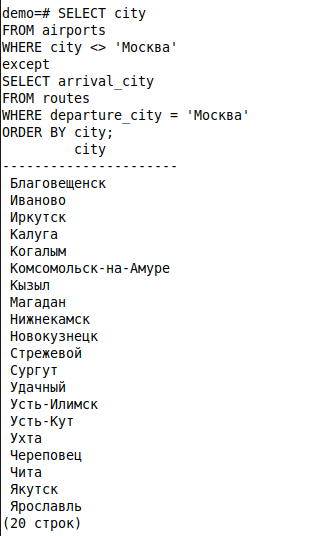 demo=# SELECT city
FROM airports
WHERE city <> 'Москва'
except
SELECT arrival_city
FROM routes
WHERE departure_city = 'Москва'
ORDER BY city;
city
----------------------
Благовещенск
Иваново
Иркутск
Калуга
Когалым
Комсомольск-на-Амуре
Кызыл
Магадан
Нижнекамск
Новокузнецк
Стрежевой
Сургут
Удачный
Усть-Илимск
Усть-Кут
Ухта
Череповец
Чита
Якутск
Ярославль
(20 строк)